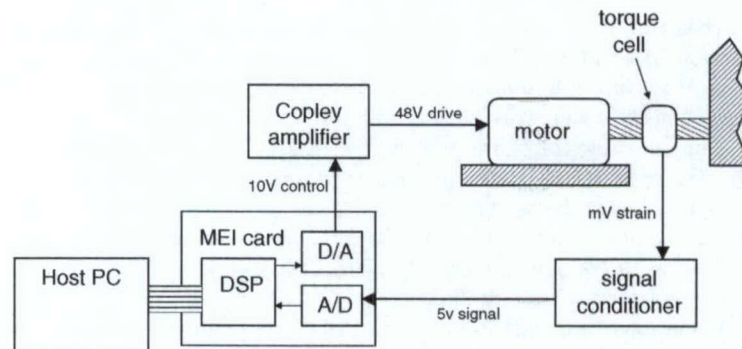 torque
cell
Copley
amplifier
48V drive
motor
10V control
mV strain
MEI card
D/A
Host PC
DSP
A/D
5v signal
signal
conditioner